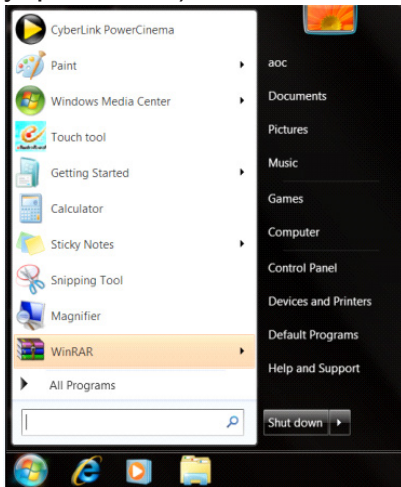 CyberLink PowerCinema
Paint
Windows Media Center
Touch tool
Getting Started
Calculator
Sticky Notes
Snipping Tool
Magnifier
WinRAR
All Programs
aoc
Documents
Pictures
Music
Games
Computer
Control Panel
Devices and Printers
Default Programs
Help and Support
Shut down